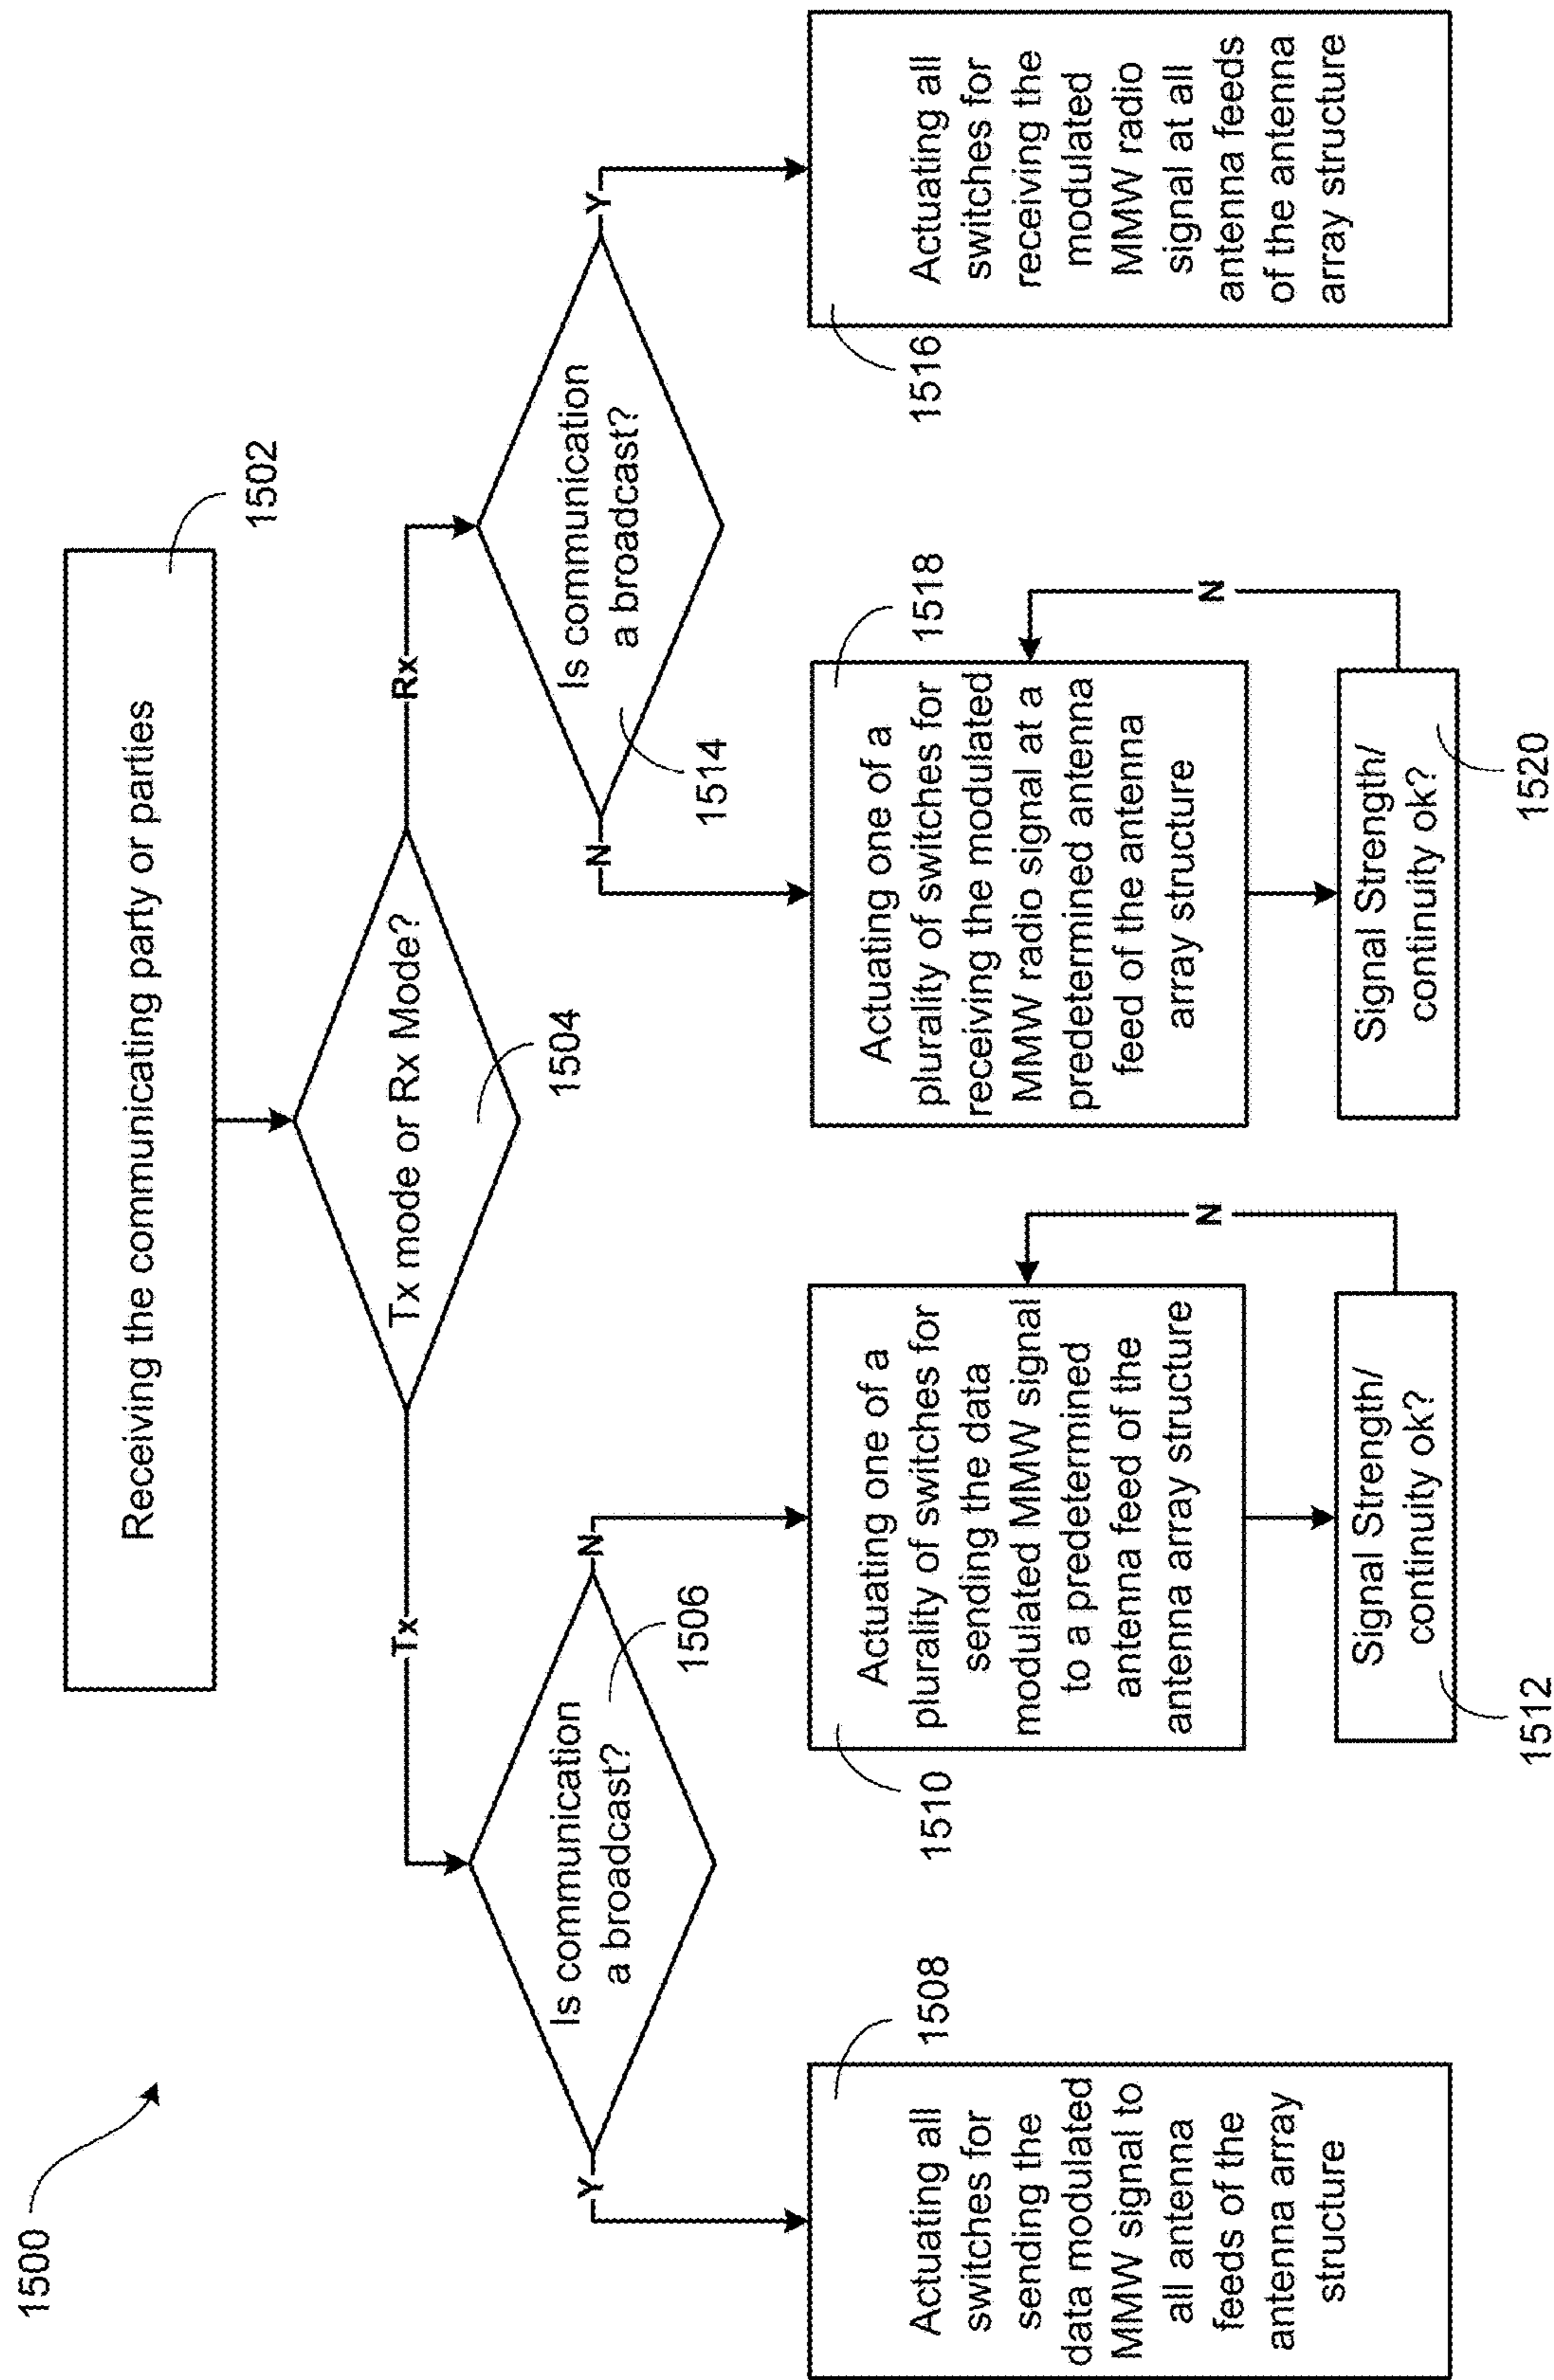 1500
Receiving the communicating party or parties
1502
Tx mode or Rx Mode?
1504
Tx
Rx
Is communication
a broadcast?
1506
Y
N
Is communication
a broadcast?
1514
N
Y
Actuating all
switches for
sending the
data modulated
MMW signal to
all antenna
feeds of the
antenna array
structure
1508
Actuating one of a
plurality of switches for
sending the data
modulated MMW signal
to a predetermined
antenna feed of the
antenna array structure
1510
N
Signal Strength/
continuity ok?
1512
Actuating one of a
plurality of switches for
receiving the modulated
MMW radio signal at a
predetermined antenna
feed of the antenna
array structure
1518
N
Signal Strength/
continuity ok?
1520
Actuating all
switches for
receiving the
modulated
MMW radio
signal at all
antenna feeds
of the antenna
array structure
1516